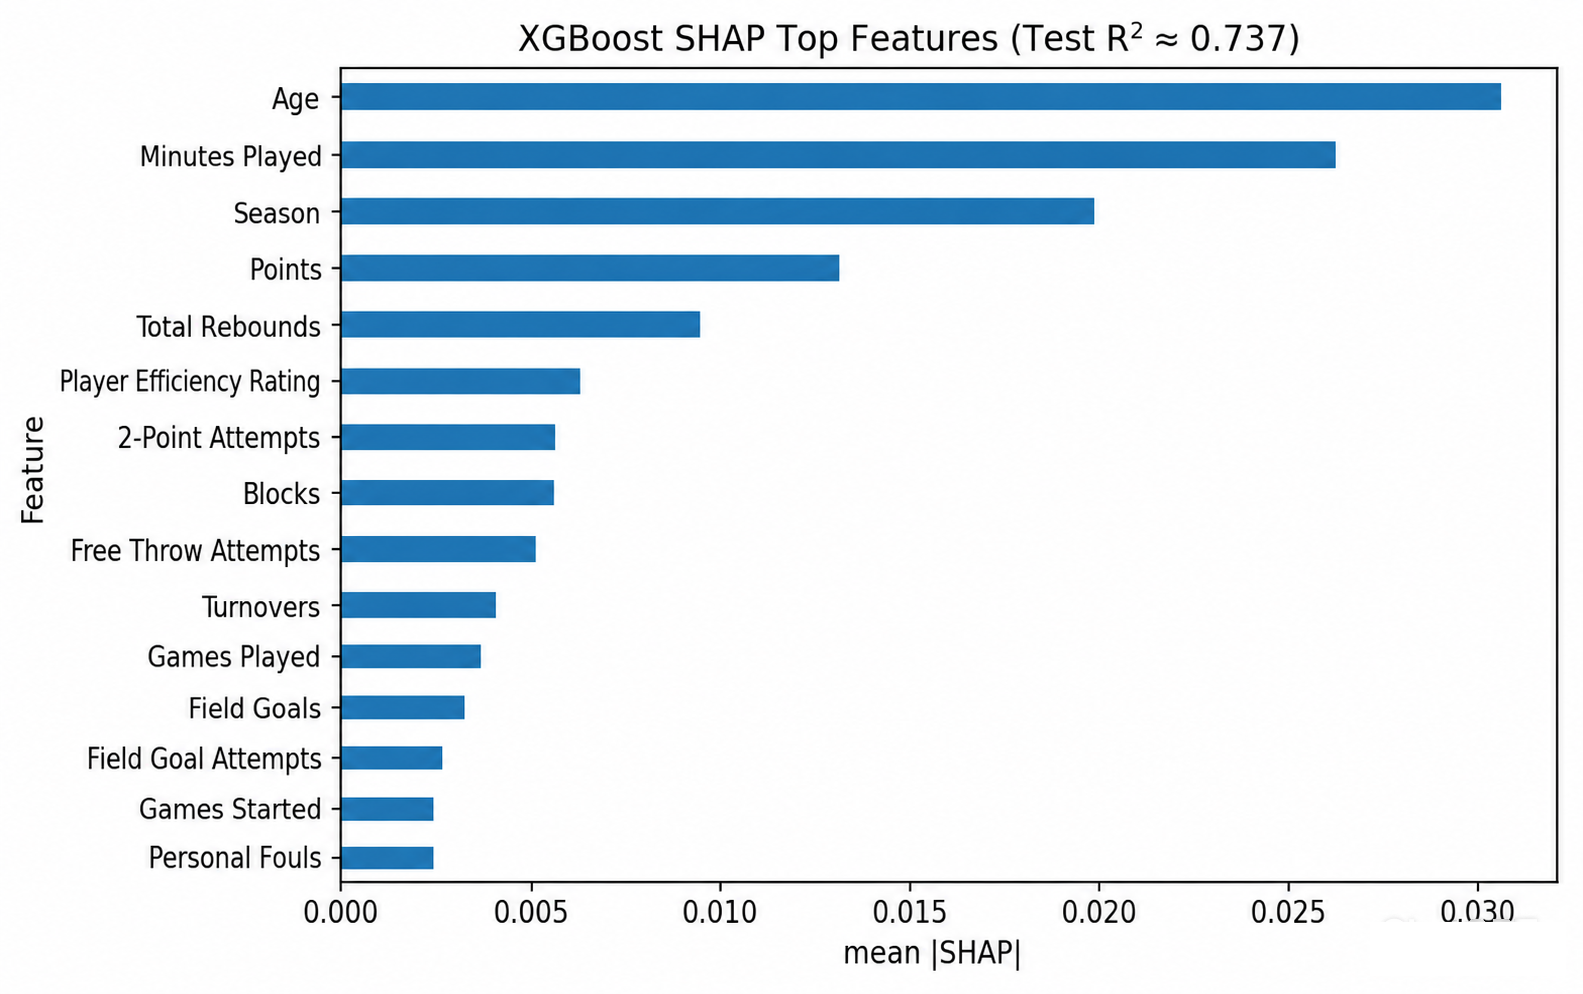 XGBoost SHAP Top Features (Test R² ≈ 0.737)
Age
Minutes Played
Season
Points
Total Rebounds
Player Efficiency Rating
2-Point Attempts
Blocks
Free Throw Attempts
Turnovers
Games Played
Field Goals
Field Goal Attempts
Games Started
Personal Fouls
Feature
0.000 0.005 0.010 0.015 0.020 0.025 0.030
mean |SHAP|